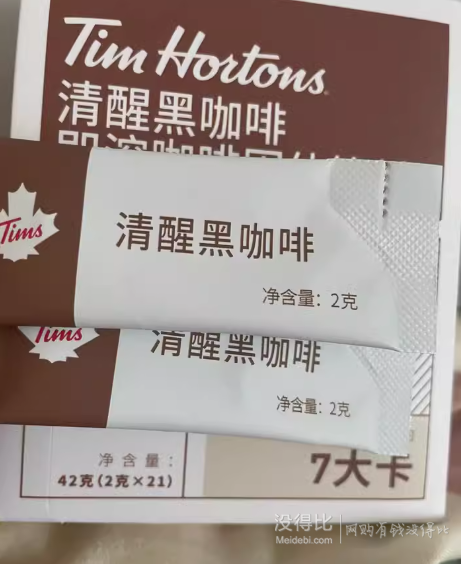 Tim Hortons
清醒黑咖啡
Tims
清醒黑咖啡
净含量：2克
Tims
清醒黑咖啡
净含量：2克
净含量：
42克(2克×21)
7大卡
没得比
Meidebi.com
网购有钱没得比